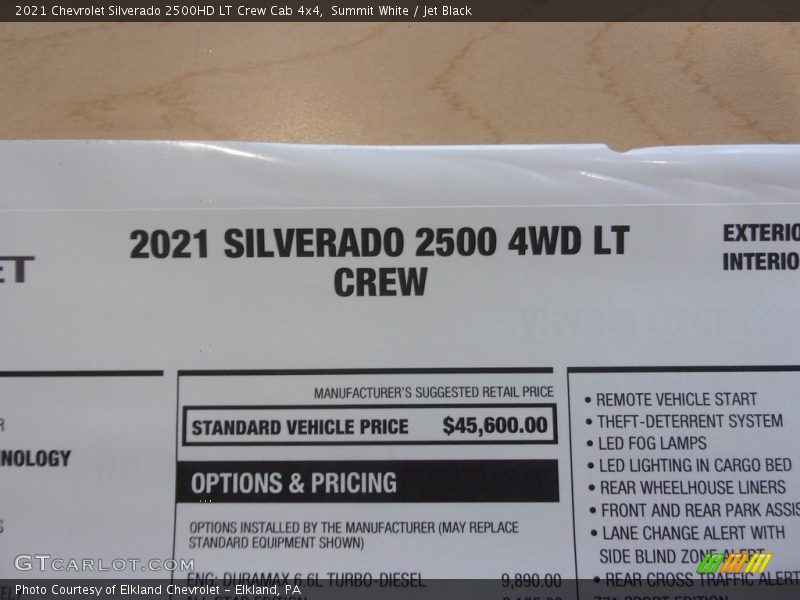 2021 Chevrolet Silverado 2500HD LT Crew Cab 4x4, Summit White / Jet Black
2021 SILVERADO 2500 4WD LT
CREW
EXTERIO
INTERIO
ET
MANUFACTURER'S SUGGESTED RETAIL PRICE
STANDARD VEHICLE PRICE $45,600.00
OPTIONS & PRICING
OPTIONS INSTALLED BY THE MANUFACTURER (MAY REPLACE
STANDARD EQUIPMENT SHOWN)
ENG: DURAMAX 6.6L TURBO-DIESEL 9,890.00
NOLOGY
• REMOTE VEHICLE START
• THEFT-DETERRENT SYSTEM
• LED FOG LAMPS
• LED LIGHTING IN CARGO BED
• REAR WHEELHOUSE LINERS
• FRONT AND REAR PARK ASSIS
• LANE CHANGE ALERT WITH
SIDE BLIND ZONE ALERT
• REAR CROSS TRAFFIC ALERT
GTCarLot.com
Photo Courtesy of Elkland Chevrolet - Elkland, PA